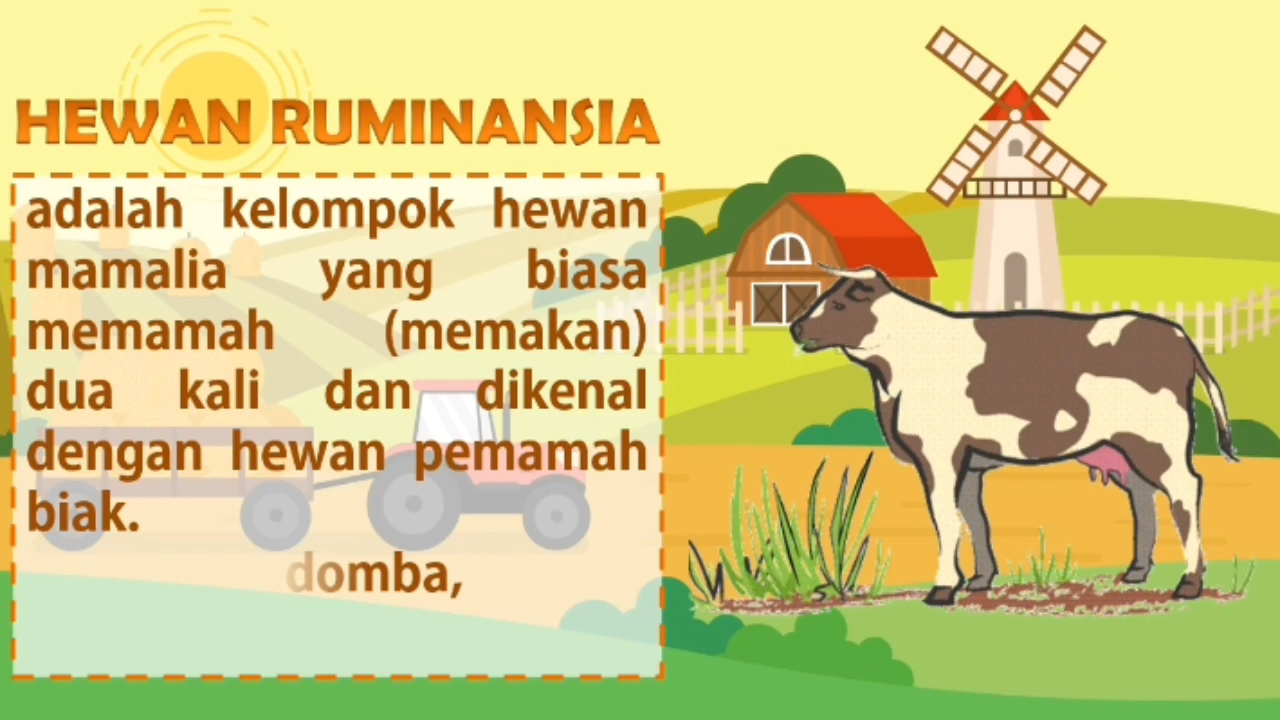 HEWAN RUMINANSIA
adalah kelompok hewan
mamalia yang biasa
memamah (memakan)
dua kali dan dikenal
dengan hewan pemamah
biak.
domba,